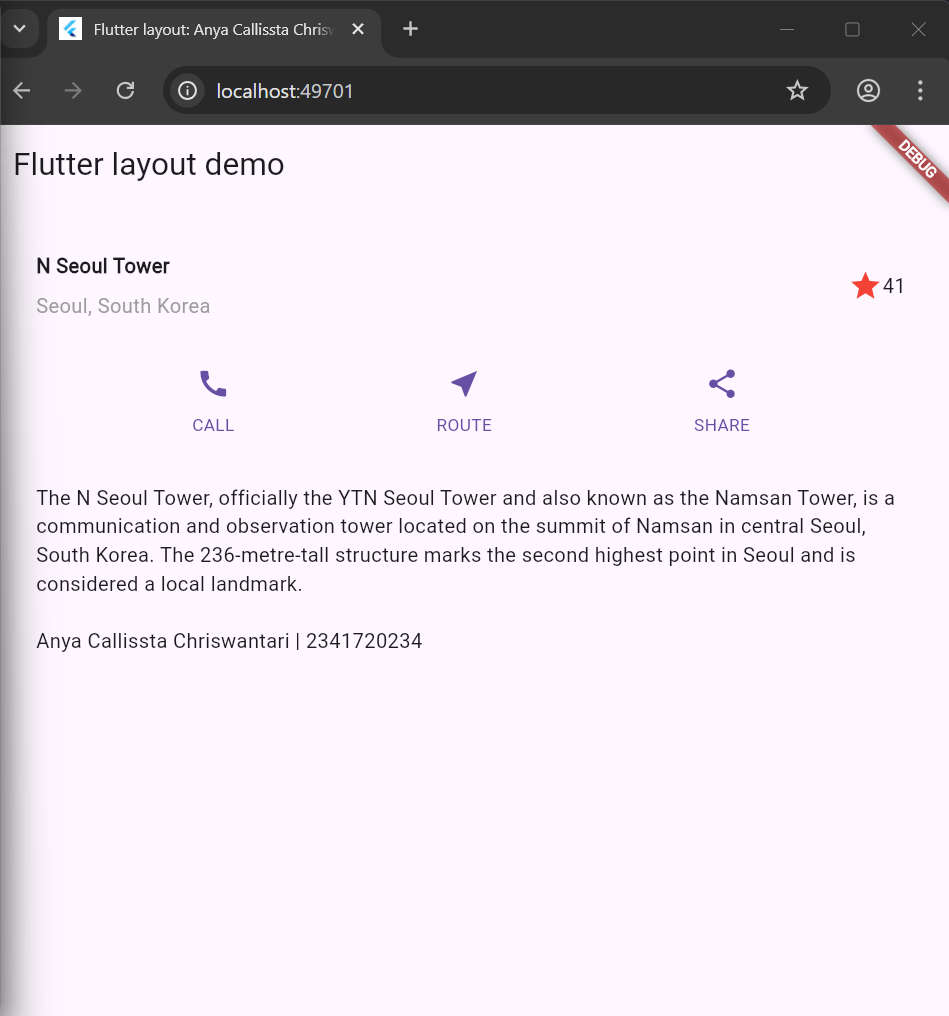 Flutter layout: Anya Callissta Chrisw
localhost:49701
Flutter layout demo
DEBUG
N Seoul Tower
Seoul, South Korea
41
CALL
ROUTE
SHARE
The N Seoul Tower, officially the YTN Seoul Tower and also known as the Namsan Tower, is a
communication and observation tower located on the summit of Namsan in central Seoul,
South Korea. The 236-metre-tall structure marks the second highest point in Seoul and is
considered a local landmark.
Anya Callissta Chriswantari | 2341720234